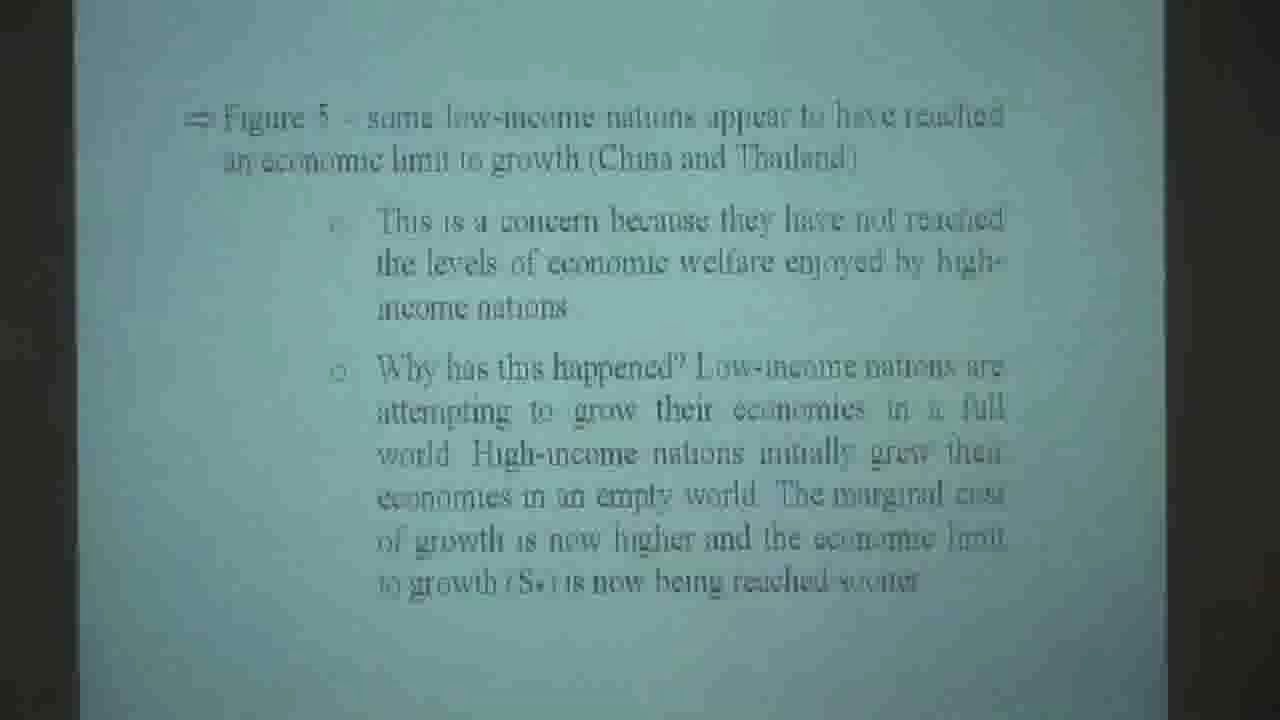 ⇒ Figure 5 – some low-income nations appear to have reached
an economic limit to growth (China and Thailand)
○ This is a concern because they have not reached
the levels of economic welfare enjoyed by high-
income nations
○ Why has this happened? Low-income nations are
attempting to grow their economies in a full
world. High-income nations initially grew their
economies in an empty world. The marginal cost
of growth is now higher and the economic limit
to growth (S*) is now being reached sooner